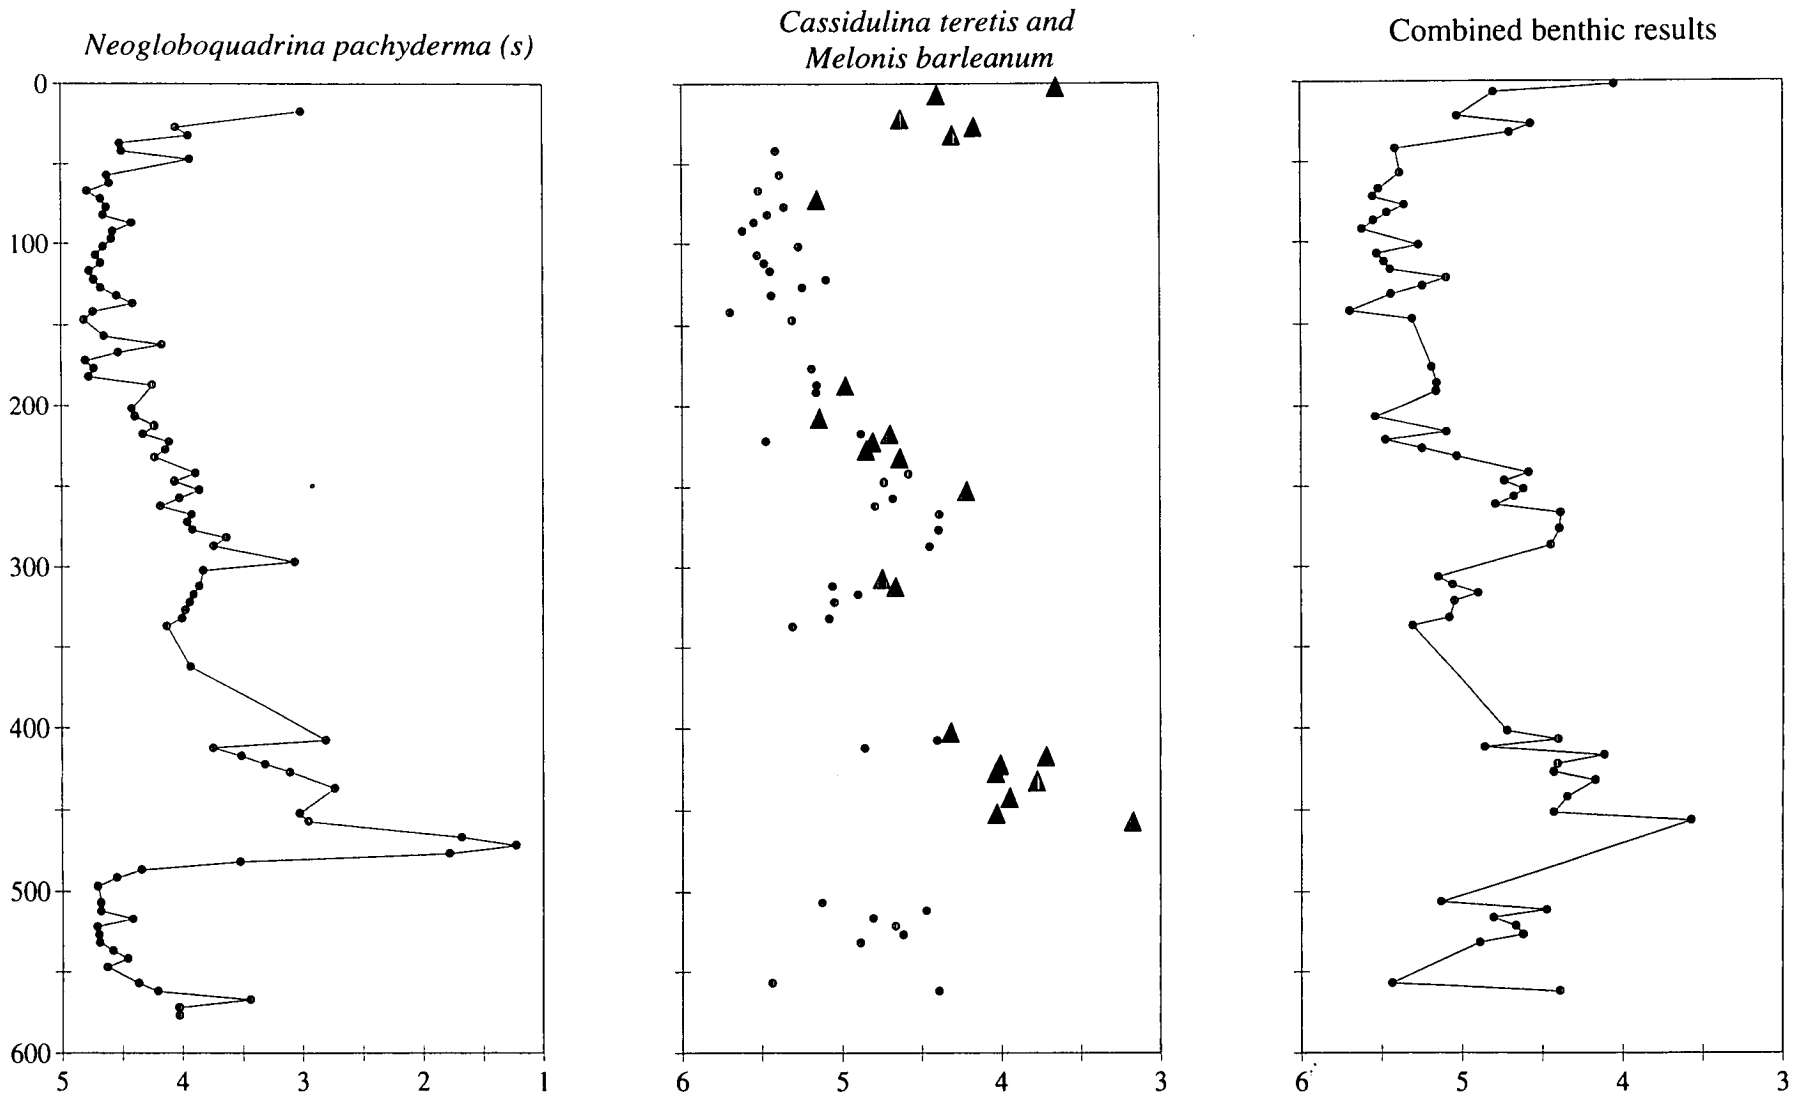 Neogloboquadrina pachyderma (s)
Cassidulina teretis and
Melonis barleanum
Combined benthic results
0
100
200
300
400
500
600
5 4 3 2 1
6 5 4 3
6 5 4 3